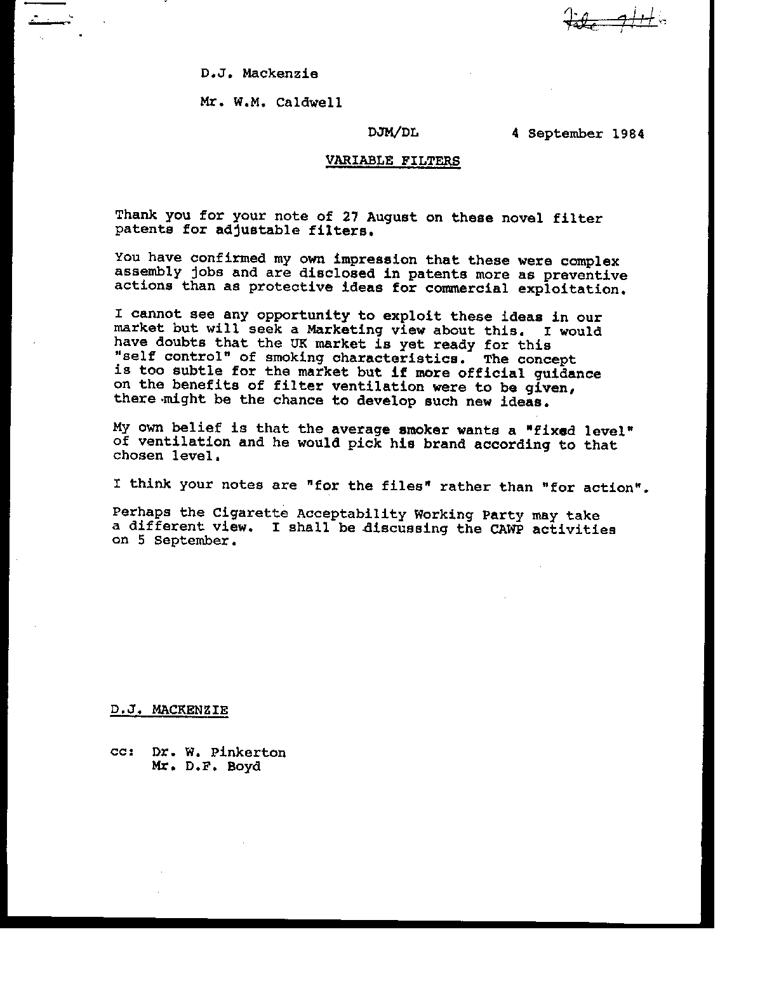 File
D.J. Mackenzie
Mr. W.M. Caldwell
DJM/DL 4 September 1984
VARIABLE FILTERS
Thank you for your note of 27 August on these novel filter
patents for adjustable filters.
You have confirmed my own impression that these were complex
assembly jobs and are disclosed in patents more as preventive
actions than as protective ideas for commercial exploitation.
I cannot see any opportunity to exploit these ideas in our
market but will seek a Marketing view about this. I would
have doubts that the UK market is yet ready for this
"self control" of smoking characteristics. The concept
is too subtle for the market but if more official guidance
on the benefits of filter ventilation were to be given,
there might be the chance to develop such new ideas.
My own belief is that the average smoker wants a "fixed level"
of ventilation and he would pick his brand according to that
chosen level.
I think your notes are "for the files" rather than "for action".
Perhaps the Cigarette Acceptability Working Party may take
a different view. I shall be discussing the CAWP activities
on 5 September.
D.J. MACKENZIE
cc: Dr. W. Pinkerton
Mr. D.F. Boyd